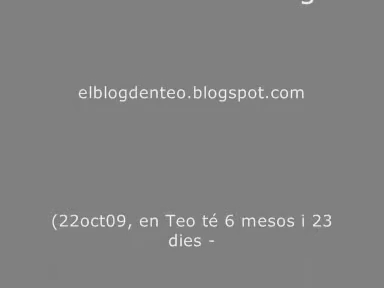 elblogdenteo.blogspot.com
(22oct09, en Teo té 6 mesos i 23
dies -